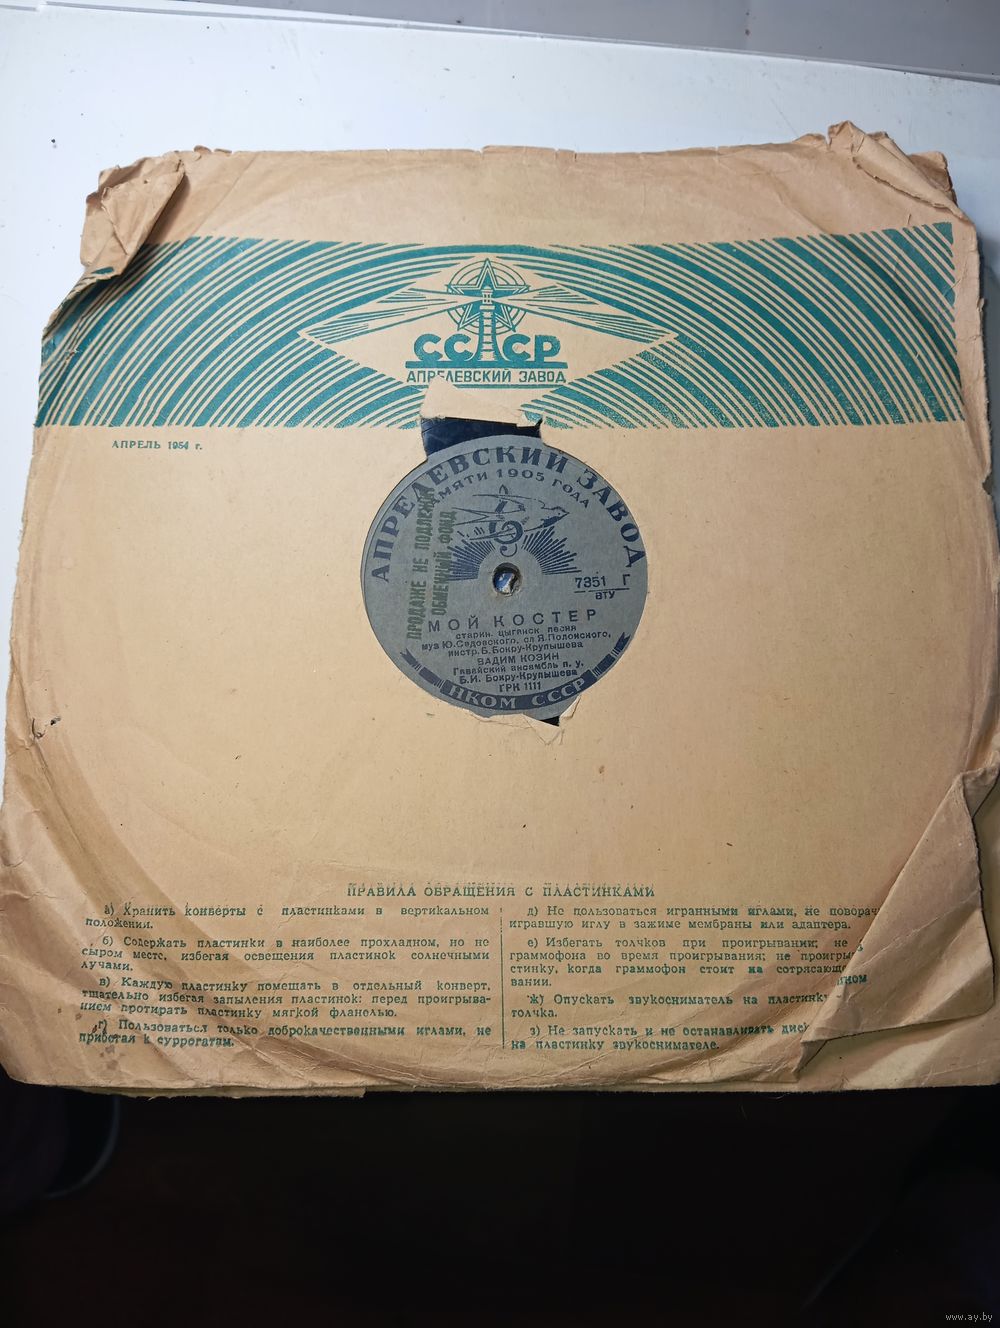 СССР
АПРЕЛЕВСКИЙ ЗАВОД
АПРЕЛЬ 1954 г.
АПРЕЛЕВСКИЙ ЗАВОД
ПАМЯТИ 1905 ГОДА
ПРОДАЖЕ НЕ ПОДЛЕЖИТ
ОБМЕННЫЙ ФОНД
7351 Г
ВТУ
МОЙ КОСТЕР
старин. цыганск. песня
муз Ю.Садовского, сл Я.Полонского,
инстр. Б. Бокру-Крупышева
ВАДИМ КОЗИН
Гавайский ансамбль п. у.
Б.И. Бокру-Крупышева
ГРК 1111
НКОМ СССР
ПРАВИЛА ОБРАЩЕНИЯ С ПЛАСТИНКАМИ
а) Хранить конверты с пластинками в вертикальном
положении.
б) Содержать пластинки в наиболее прохладном, но не
сыром месте, избегая освещения пластинок солнечными
лучами.
в) Каждую пластинку помещать в отдельный конверт,
тщательно избегая запыления пластинок: перед проигрыва-
нием протирать пластинку мягкой фланелью.
г) Пользоваться только доброкачественными иглами, не
прибегая к суррогатам.
д) Не пользоваться игранными иглами, не поворач
игравшую иглу в зажиме мембраны или адаптера.
е) Избегать толчков при проигрывании; не
граммофона во время проигрывания; не проигры
стинку, когда граммофон стоит на сотрясающ
вании.
ж) Опускать звукосниматель на пластинку
толчка.
з) Не запускать и не останавливать диск
на пластинку звукоснимателе.
www.ay.by